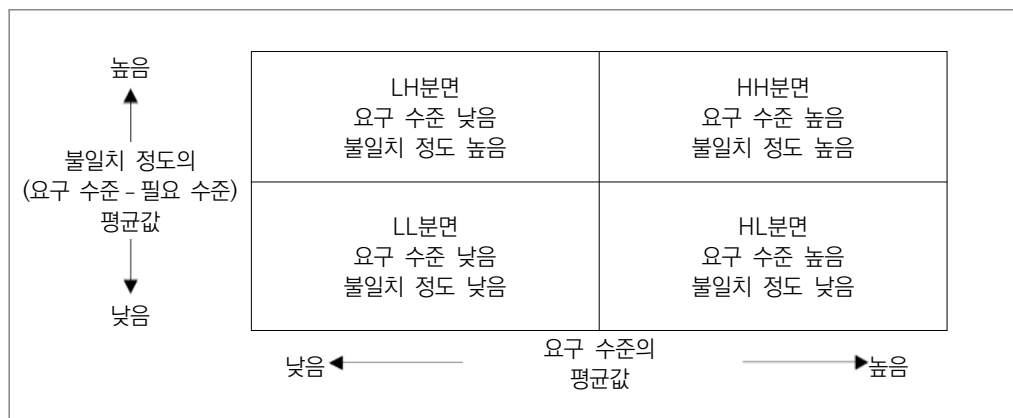 높음
불일치 정도의
(요구 수준 – 필요 수준)
평균값
낮음
LH분면
요구 수준 낮음
불일치 정도 높음
HH분면
요구 수준 높음
불일치 정도 높음
LL분면
요구 수준 낮음
불일치 정도 낮음
HL분면
요구 수준 높음
불일치 정도 낮음
낮음
요구 수준의
평균값
높음